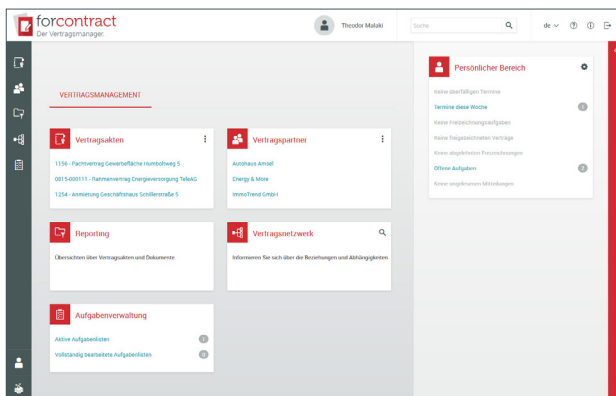 forcontract
Der Vertragsmanager.
Theodor Malaki
Suche
de
VERTRAGSMANAGEMENT
Vertragsakten
1156 - Pachtvertrag Gewerbefläche Humboltweg 5
0815-000111 - Rahmenvertrag Energieversorgung TeleAG
1254 - Anmietung Geschäftshaus Schillerstraße 5
Vertragspartner
Autohaus Amsel
Energy & More
ImmoTrend GmbH
Reporting
Übersichten über Vertragsakten und Dokumente
Vertragsnetzwerk
Informieren Sie sich über die Beziehungen und Abhängigkeiten
Aufgabenverwaltung
Aktive Aufgabenlisten
Vollständig bearbeitete Aufgabenlisten
Persönlicher Bereich
Keine überfälligen Termine
Termine diese Woche
Keine Freizeichnungsaufgaben
Keine freigezeichneten Verträge
Keine abgelehnten Freizeichnungen
Offene Aufgaben
Keine ungelesenen Mitteilungen